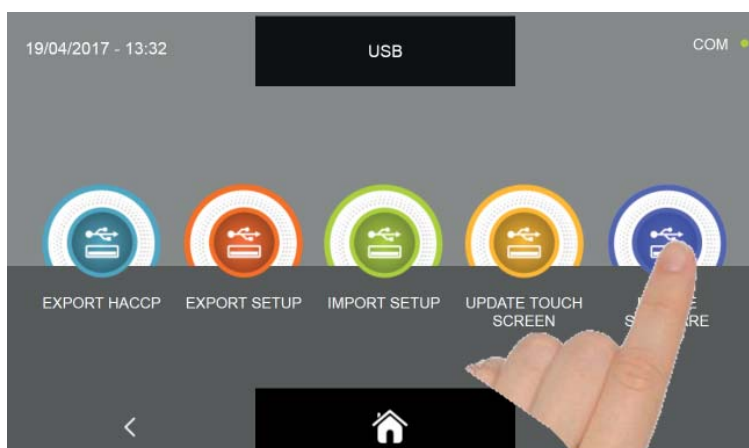 19/04/2017 - 13:32
USB
COM
EXPORT HACCP
EXPORT SETUP
IMPORT SETUP
UPDATE TOUCH
SCREEN